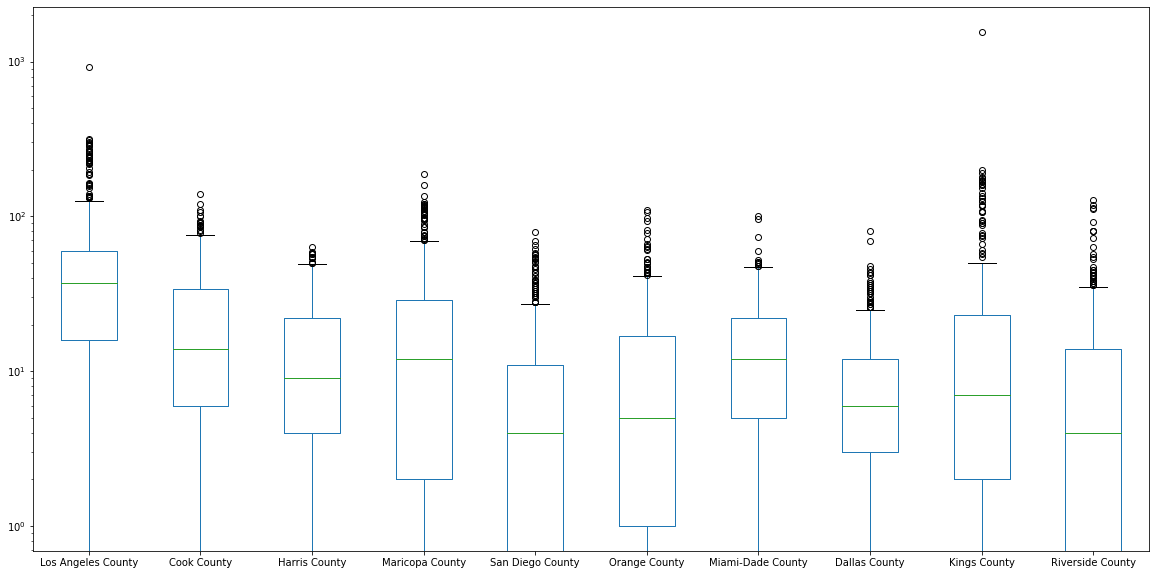 10³
10²
10¹
10⁰
Los Angeles County Cook County Harris County Maricopa County San Diego County Orange County Miami-Dade County Dallas County Kings County Riverside County